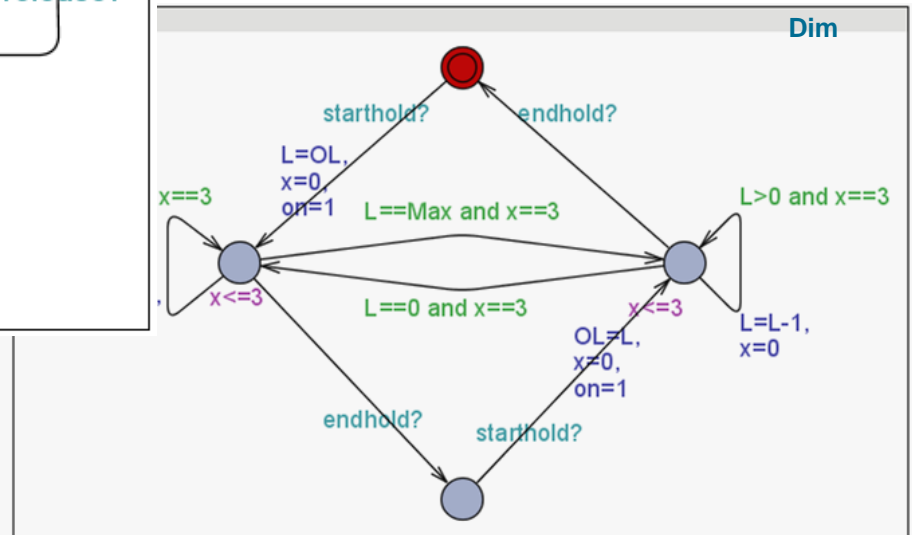 Dim
starthold?
endhold?
L=OL,
x=0,
on=1
x==3
L==Max and x==3
L>0 and x==3
x<=3
L==0 and x==3
x<=3
L=L-1,
x=0
OL=L,
x=0,
on=1
endhold?
starthold?